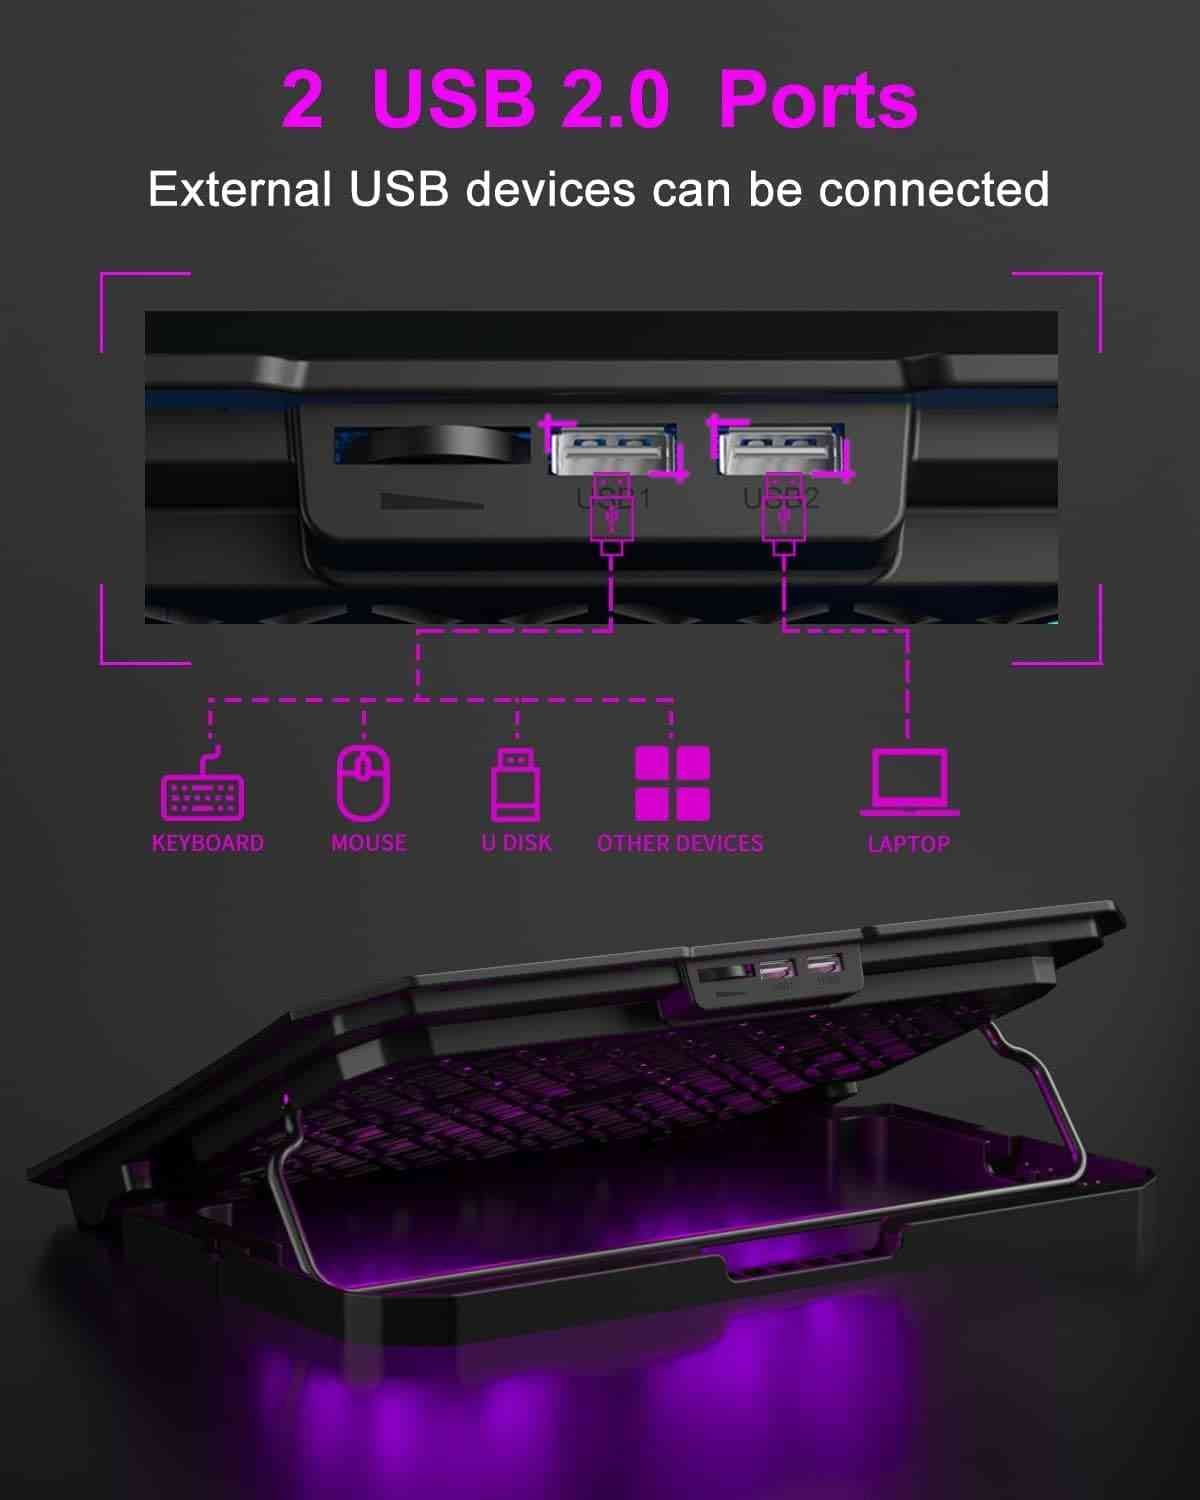 2 USB 2.0 Ports
External USB devices can be connected
USB1 USB2
KEYBOARD MOUSE U DISK OTHER DEVICES LAPTOP